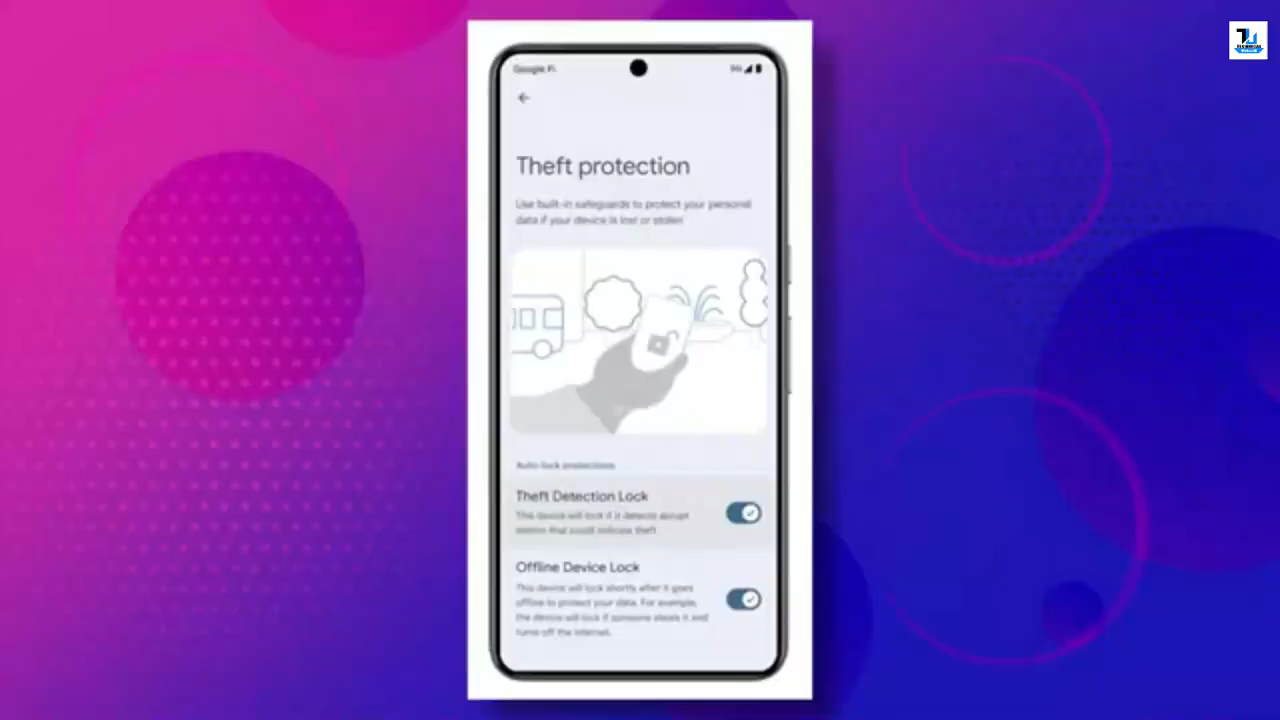 Google Fi
5G
Theft protection
Use built-in safeguards to protect your personal
data if your device is lost or stolen
Auto lock protections
Theft Detection Lock
This device will lock if it detects abrupt
motion that could indicate theft
Offline Device Lock
This device will lock shortly after it goes
offline to protect your data. For example,
the device will lock if someone steals it and
turns off the internet.